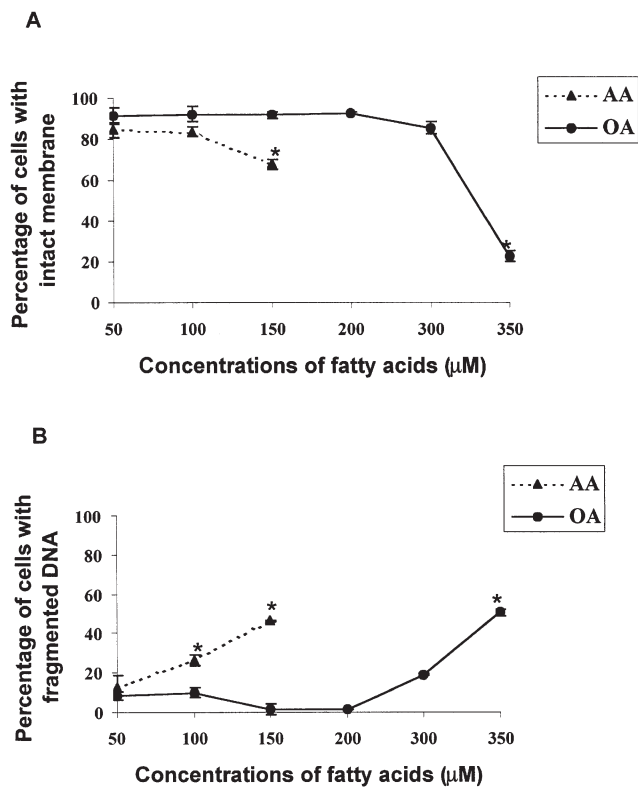 A
AA
OA
Percentage of cells with
intact membrane
100
80
60
40
20
0
*
*
50 100 150 200 300 350
Concentrations of fatty acids (μM)
B
AA
OA
Percentage of cells with
fragmented DNA
100
80
60
40
20
0
*
*
*
50 100 150 200 300 350
Concentrations of fatty acids (μM)